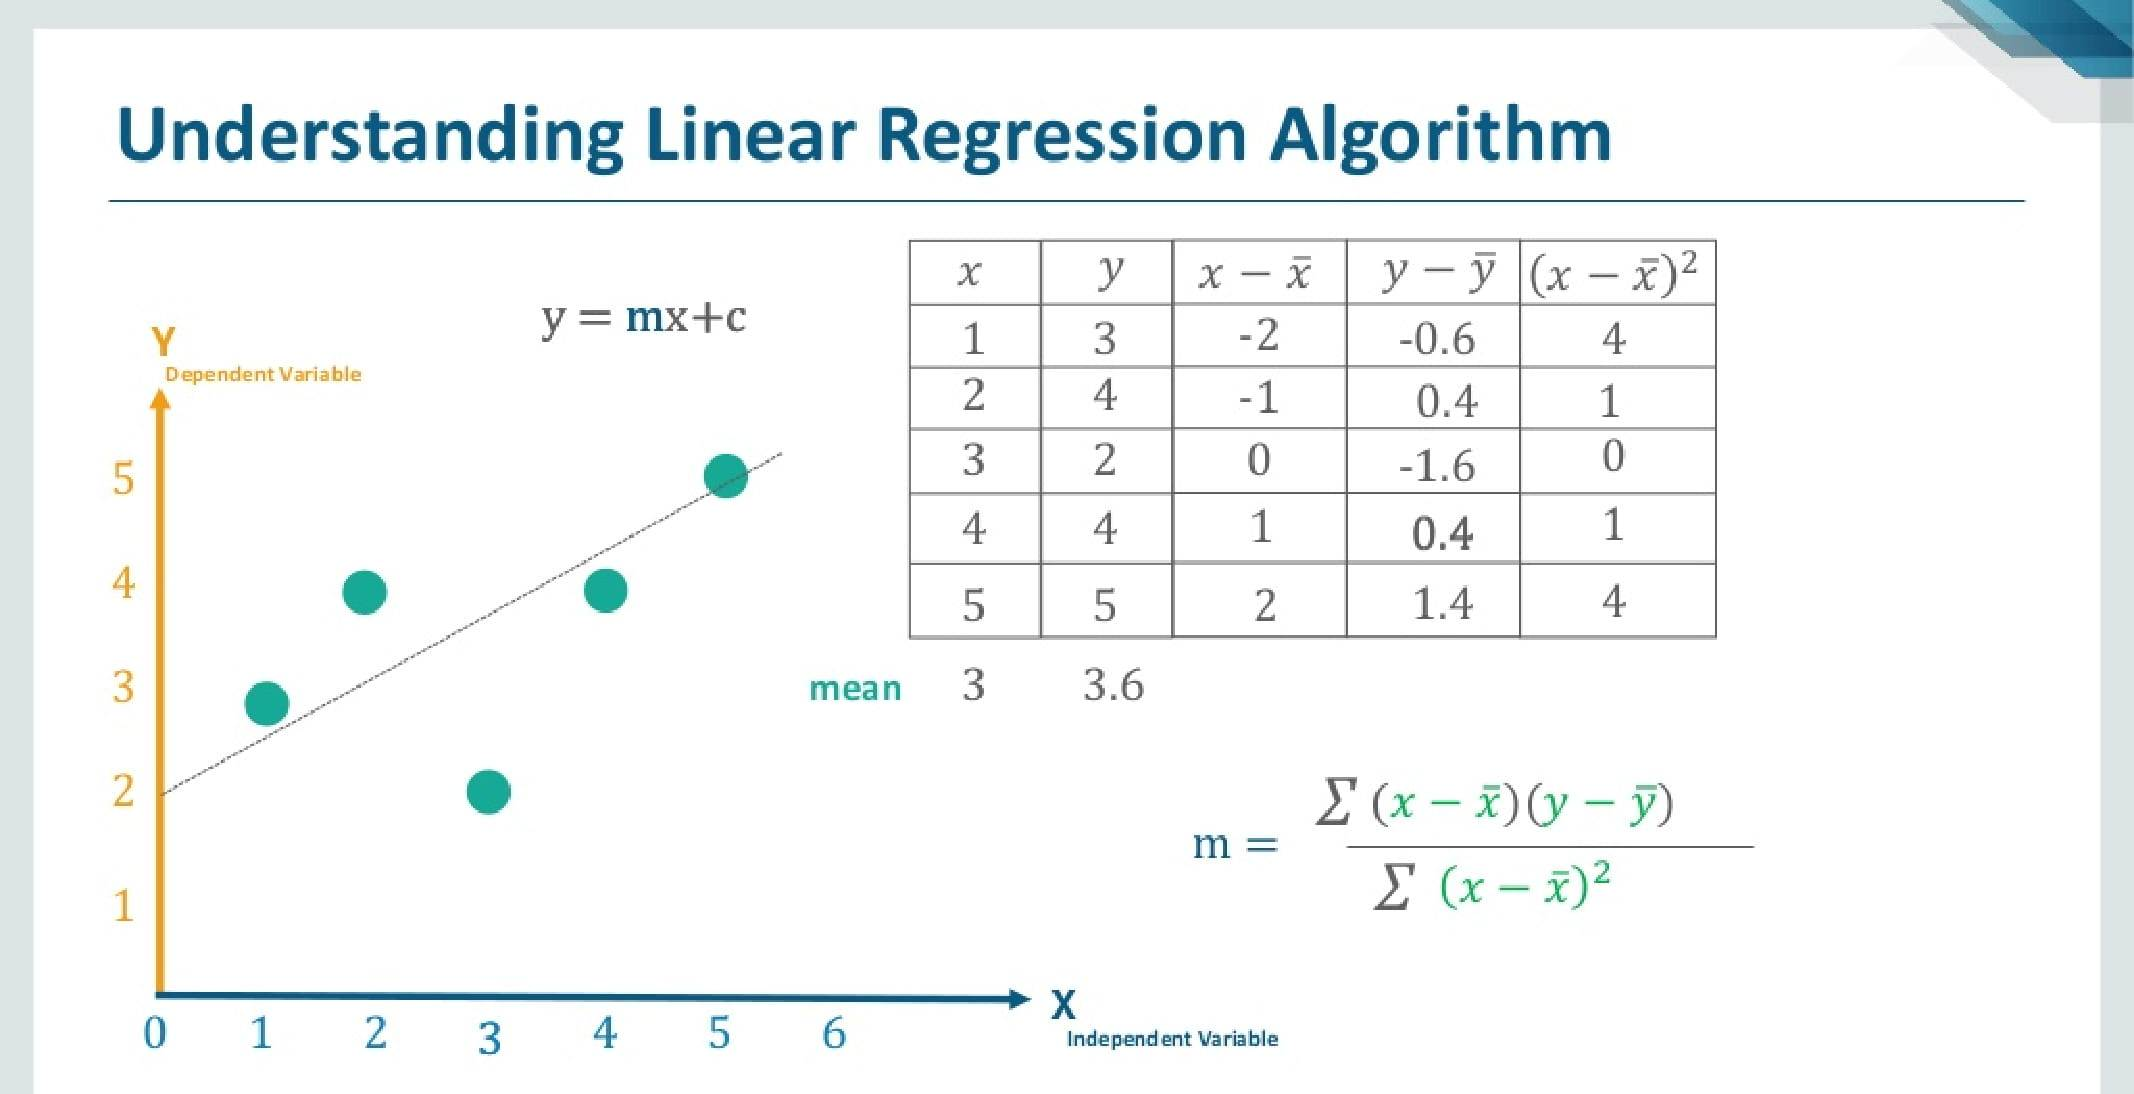 Understanding Linear Regression Algorithm
y = mx+c
Y
Dependent Variable
5
4
3
2
1
0 1 2 3 4 5 6
X
Independent Variable
x y x − x̄ y − ȳ (x − x̄)²
1 3 -2 -0.6 4
2 4 -1 0.4 1
3 2 0 -1.6 0
4 4 1 0.4 1
5 5 2 1.4 4
mean 3 3.6
m = Σ (x − x̄)(y − ȳ)
Σ (x − x̄)²